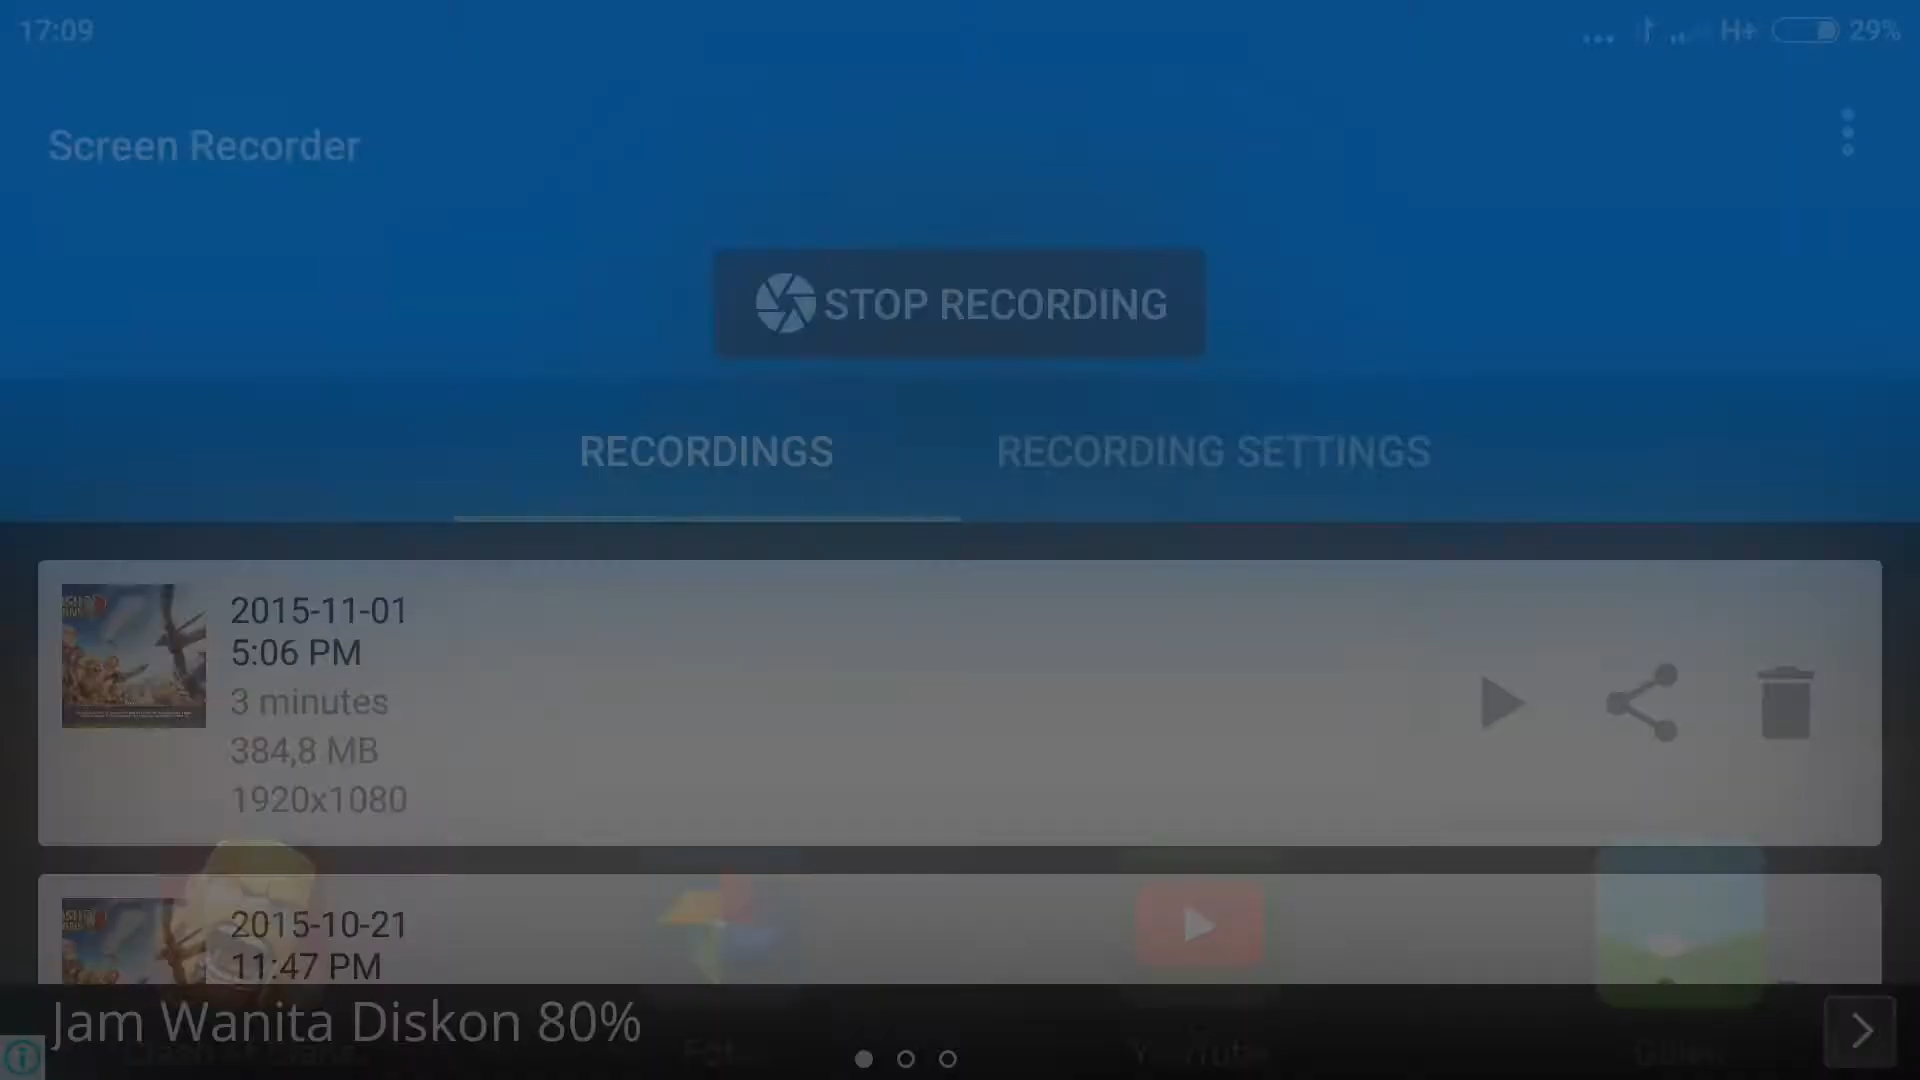 17:09
H+ 29%
Screen Recorder
STOP RECORDING
RECORDINGS
RECORDING SETTINGS
2015-11-01
5:06 PM
3 minutes
384,8 MB
1920x1080
2015-10-21
11:47 PM
Jam Wanita Diskon 80%
YouTube